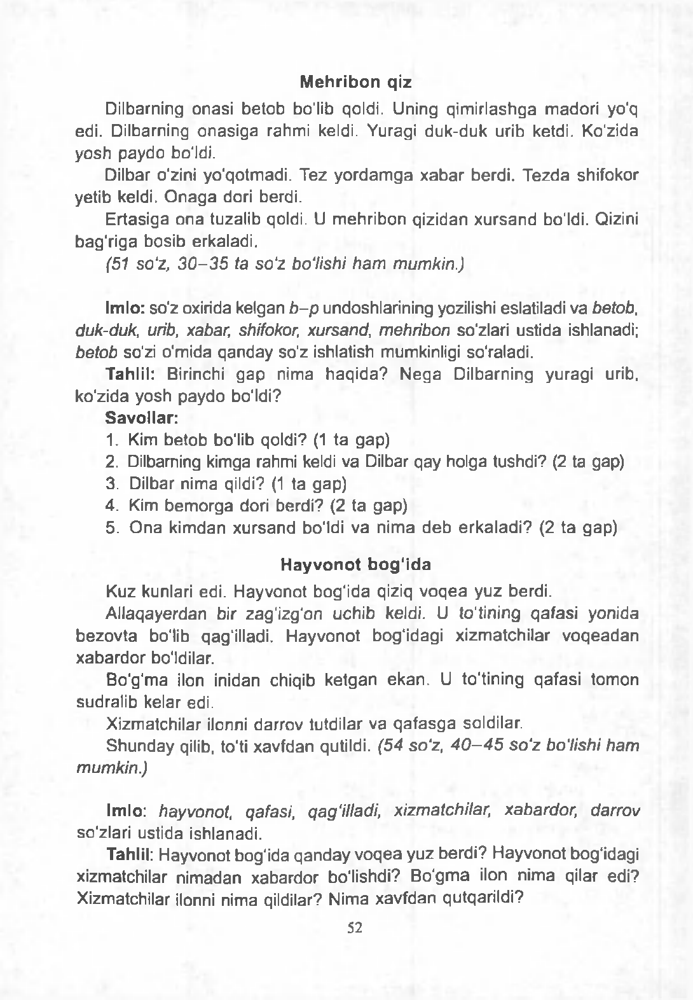 Mehribon qiz
Dilbarning onasi betob bo'lib qoldi. Uning qimirlashga madori yo'q
edi. Dilbarning onasiga rahmi keldi. Yuragi duk-duk urib ketdi. Ko'zida
yosh paydo bo'ldi.
Dilbar o'zini yo'qotmadi. Tez yordamga xabar berdi. Tezda shifokor
yetib keldi. Onaga dori berdi.
Ertasiga ona tuzalib qoldi. U mehribon qizidan xursand bo'ldi. Qizini
bag'riga bosib erkaladi.
(51 so'z, 30–35 ta so'z bo'lishi ham mumkin.)
Imlo: so'z oxirida kelgan b–p undoshlarining yozilishi eslatiladi va betob,
duk-duk, urib, xabar, shifokor, xursand, mehribon so'zlari ustida ishlanadi;
betob so'zi o'rnida qanday so'z ishlatish mumkinligi so'raladi.
Tahlil: Birinchi gap nima haqida? Nega Dilbarning yuragi urib,
ko'zida yosh paydo bo'ldi?
Savollar:
1. Kim betob bo'lib qoldi? (1 ta gap)
2. Dilbarning kimga rahmi keldi va Dilbar qay holga tushdi? (2 ta gap)
3. Dilbar nima qildi? (1 ta gap)
4. Kim bemorga dori berdi? (2 ta gap)
5. Ona kimdan xursand bo'ldi va nima deb erkaladi? (2 ta gap)
Hayvonot bog'ida
Kuz kunlari edi. Hayvonot bog'ida qiziq voqea yuz berdi.
Allaqayerdan bir zag'izg'on uchib keldi. U to'tining qafasi yonida
bezovta bo'lib qag'illadi. Hayvonot bog'idagi xizmatchilar voqeadan
xabardor bo'ldilar.
Bo'g'ma ilon inidan chiqib ketgan ekan. U to'tining qafasi tomon
sudralib kelar edi.
Xizmatchilar ilonni darrov tutdilar va qafasga soldilar.
Shunday qilib, to'ti xavfdan qutildi. (54 so'z, 40–45 so'z bo'lishi ham
mumkin.)
Imlo: hayvonot, qafasi, qag'illadi, xizmatchilar, xabardor, darrov
so'zlari ustida ishlanadi.
Tahlil: Hayvonot bog'ida qanday voqea yuz berdi? Hayvonot bog'idagi
xizmatchilar nimadan xabardor bo'lishdi? Bo'gma ilon nima qilar edi?
Xizmatchilar ilonni nima qildilar? Nima xavfdan qutqarildi?
52